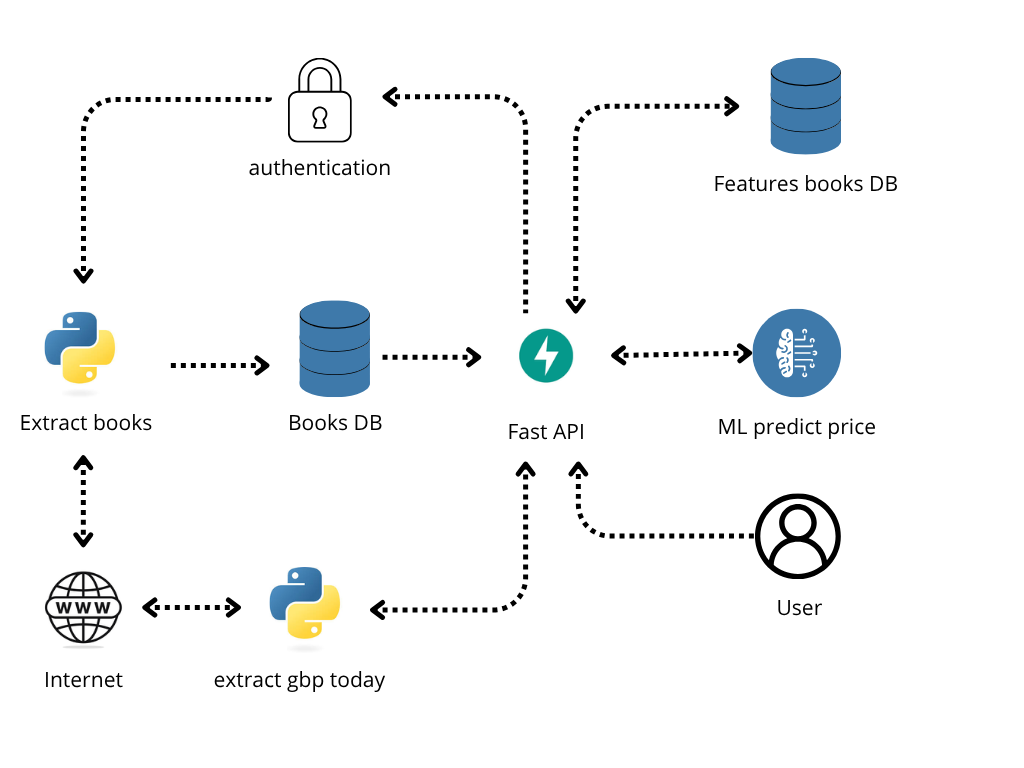 authentication
Features books DB
Extract books
Books DB
Fast API
ML predict price
WWW
Internet
extract gbp today
User